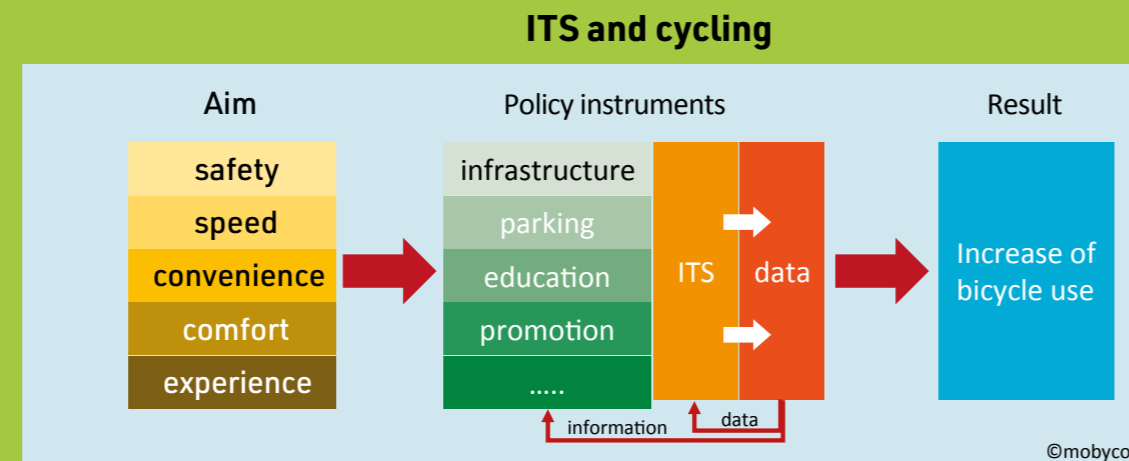 ITS and cycling
Aim
Policy instruments
Result
safety
speed
convenience
comfort
experience
infrastructure
parking
education
promotion
.....
ITS
data
Increase of
bicycle use
information
data
©mobyco